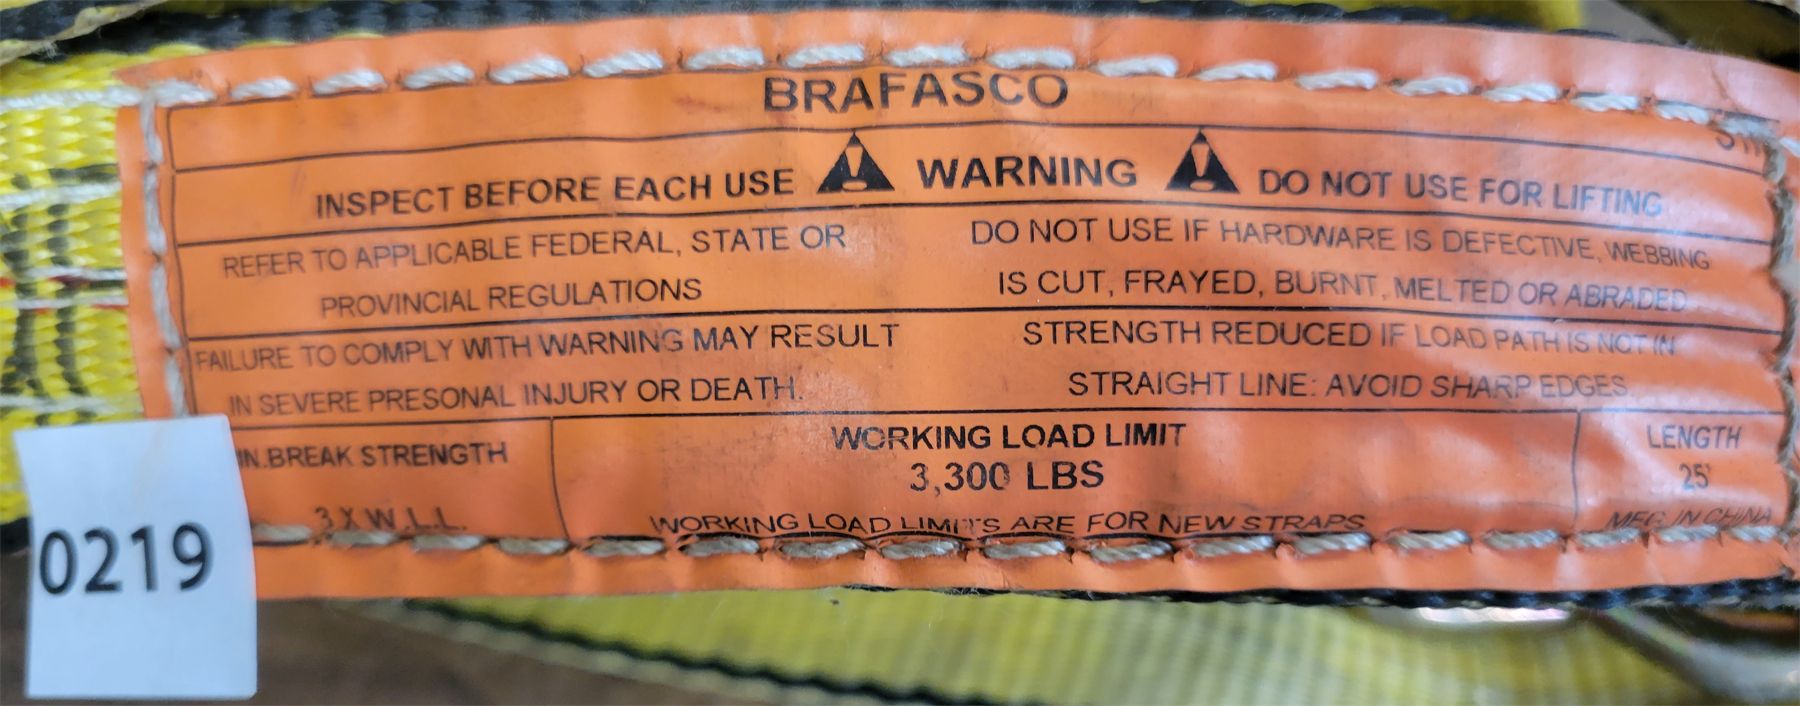 BRAFASCO
INSPECT BEFORE EACH USE WARNING DO NOT USE FOR LIFTING
REFER TO APPLICABLE FEDERAL, STATE OR
PROVINCIAL REGULATIONS
DO NOT USE IF HARDWARE IS DEFECTIVE, WEBBING
IS CUT, FRAYED, BURNT, MELTED OR ABRADED
FAILURE TO COMPLY WITH WARNING MAY RESULT
IN SEVERE PRESONAL INJURY OR DEATH.
STRENGTH REDUCED IF LOAD PATH IS NOT IN
STRAIGHT LINE: AVOID SHARP EDGES.
IN.BREAK STRENGTH
3 X W.L.L.
WORKING LOAD LIMIT
3,300 LBS
WORKING LOAD LIMITS ARE FOR NEW STRAPS
LENGTH
25'
MFG IN CHINA
0219